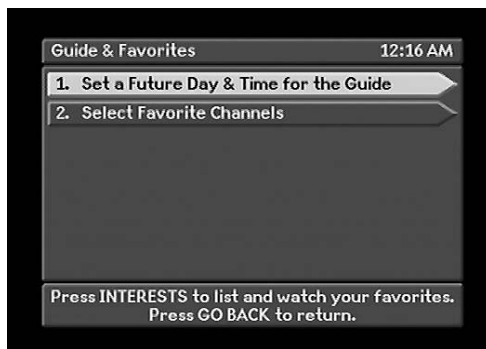 Guide & Favorites 12:16 AM
1. Set a Future Day & Time for the Guide
2. Select Favorite Channels
Press INTERESTS to list and watch your favorites.
Press GO BACK to return.